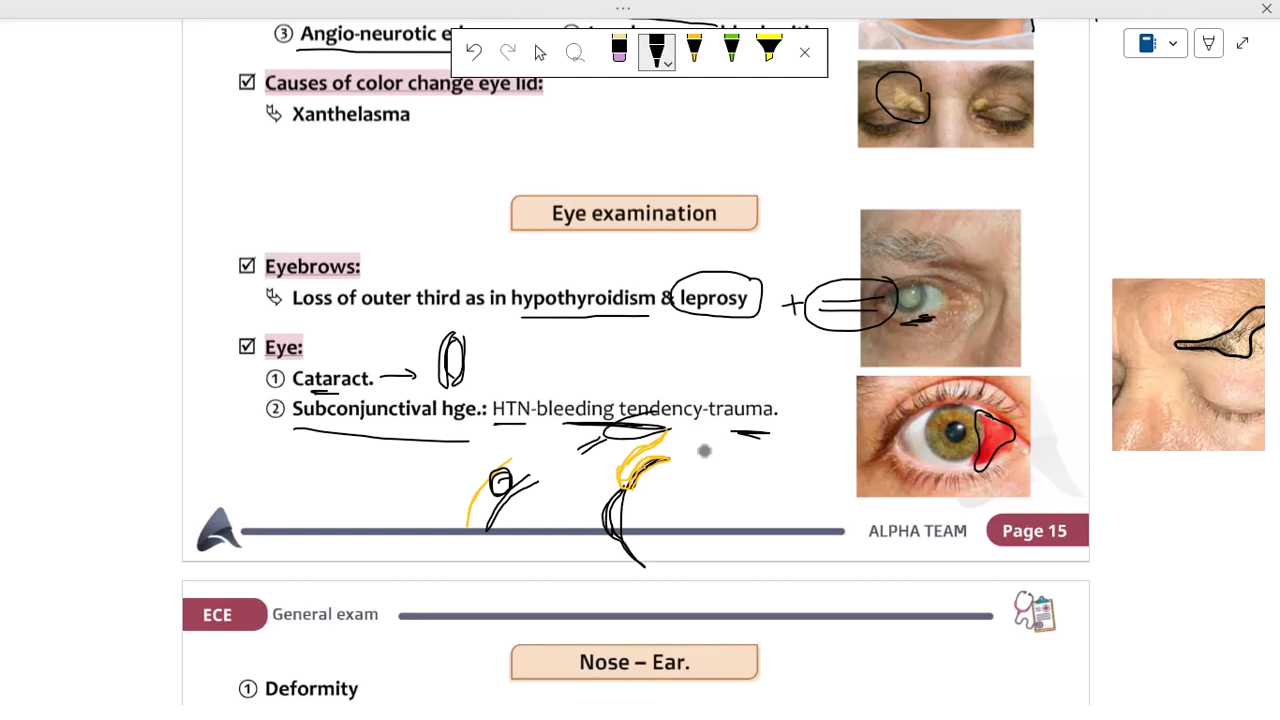 ③ Angio-neurotic
☑ Causes of color change eye lid:
Xanthelasma
Eye examination
☑ Eyebrows:
Loss of outer third as in hypothyroidism & leprosy
☑ Eye:
① Cataract.
② Subconjunctival hge.: HTN-bleeding tendency-trauma.
ALPHA TEAM Page 15
ECE General exam
Nose – Ear.
① Deformity